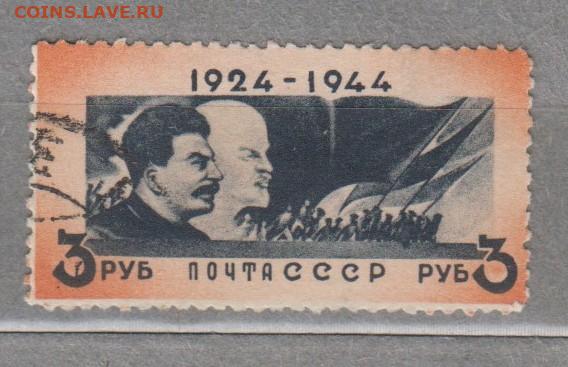 COINS.LAVE.RU
1924-1944
3 РУБ ПОЧТА СССР РУБ 3